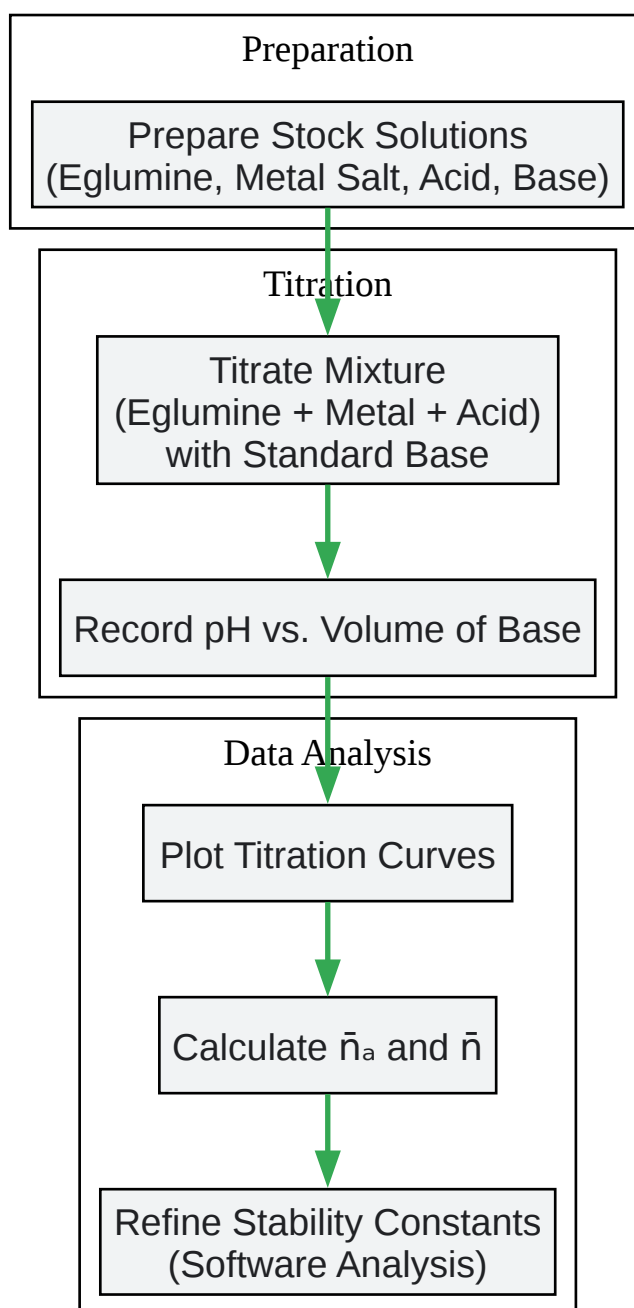 Preparation
Prepare Stock Solutions
(Eglumine, Metal Salt, Acid, Base)
Titration
Titrate Mixture
(Eglumine + Metal + Acid)
with Standard Base
Record pH vs. Volume of Base
Data Analysis
Plot Titration Curves
Calculate n̄ₐ and n̄
Refine Stability Constants
(Software Analysis)